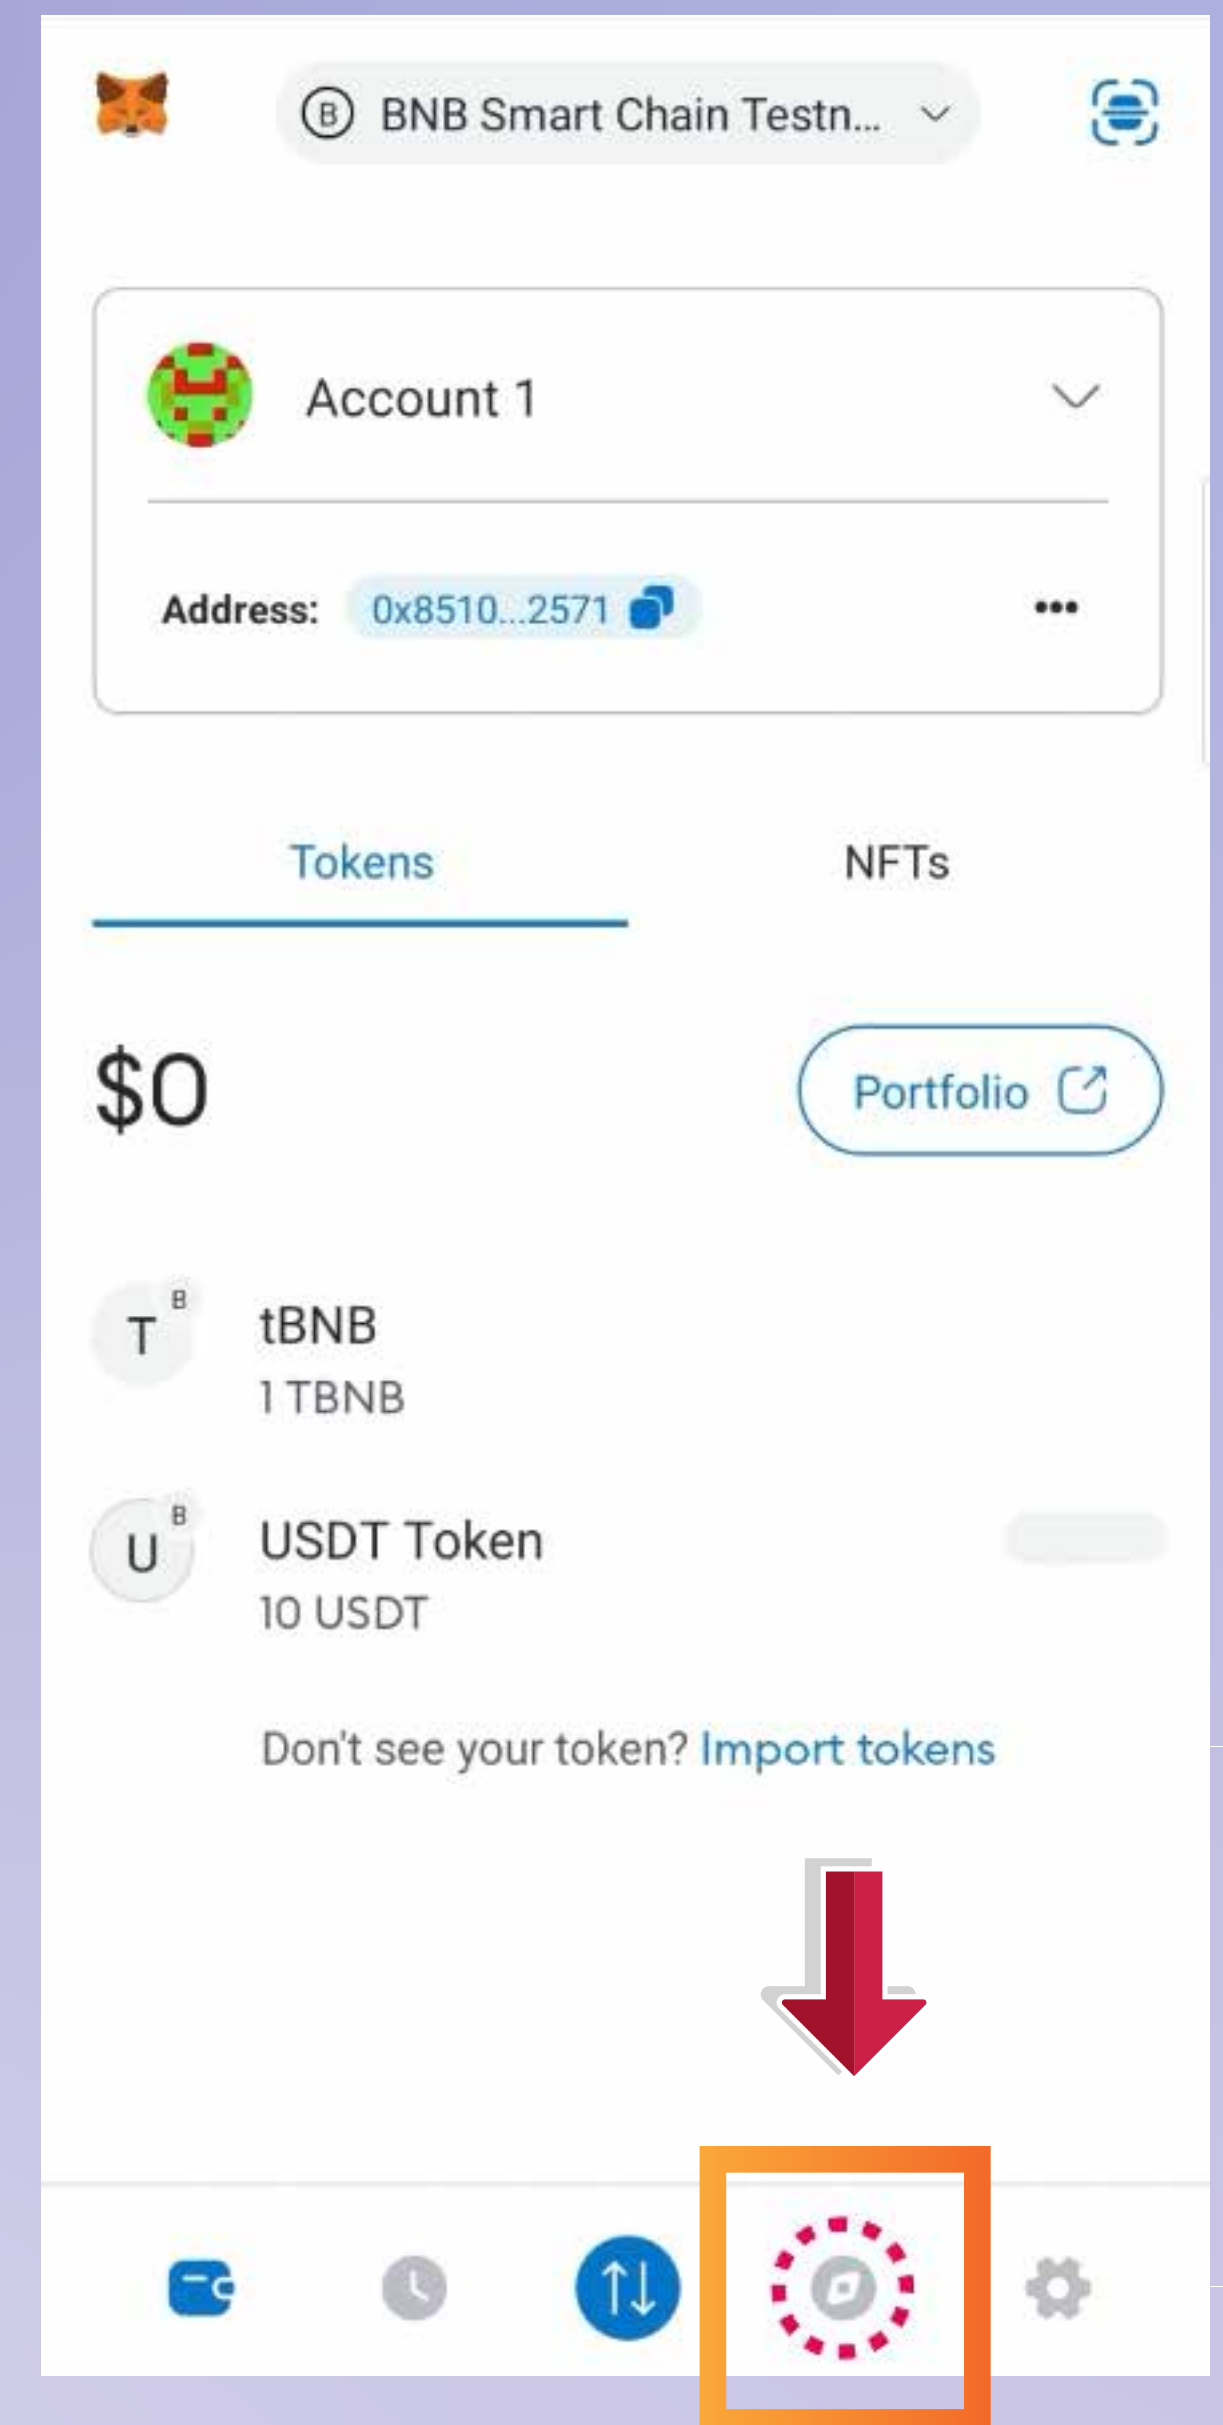 B BNB Smart Chain Testn...
Account 1
Address: 0x8510...2571
Tokens NFTs
$0
Portfolio
T B tBNB
1 TBNB
U B USDT Token
10 USDT
Don't see your token? Import tokens